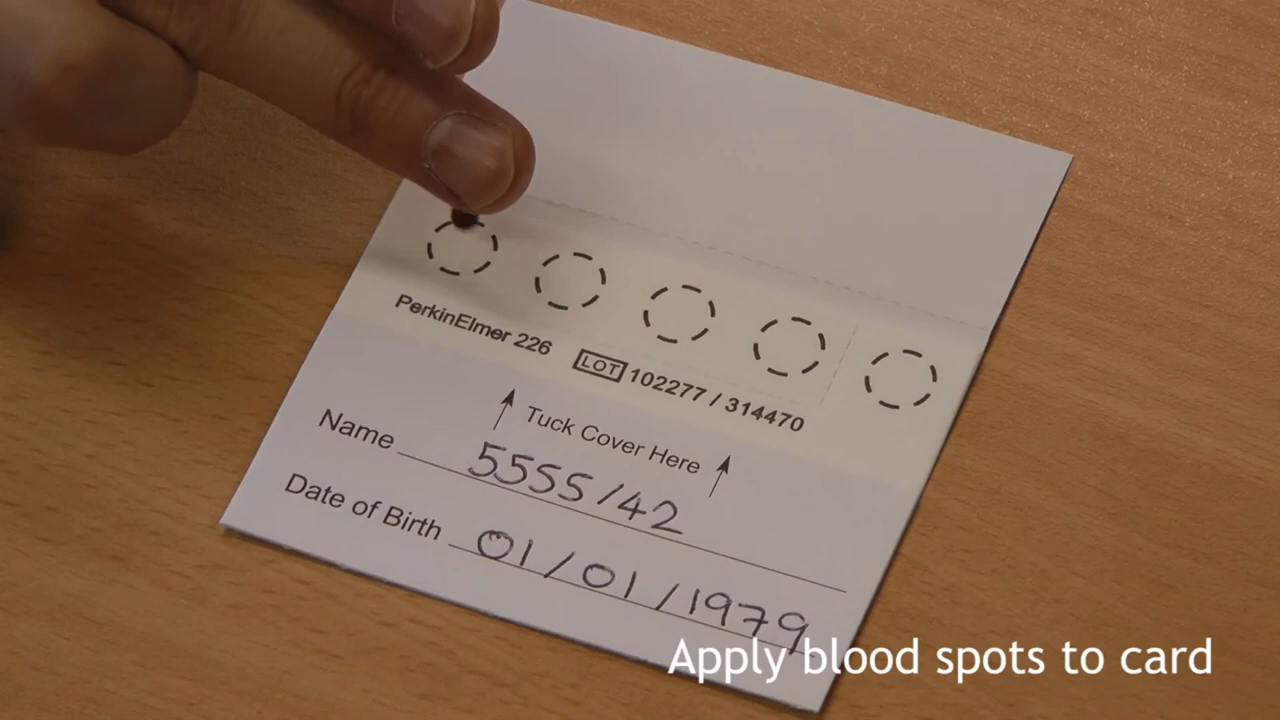 PerkinElmer 226 LOT 102277 / 314470
Tuck Cover Here
Name 5555/42
Date of Birth 01/01/1979
Apply blood spots to card